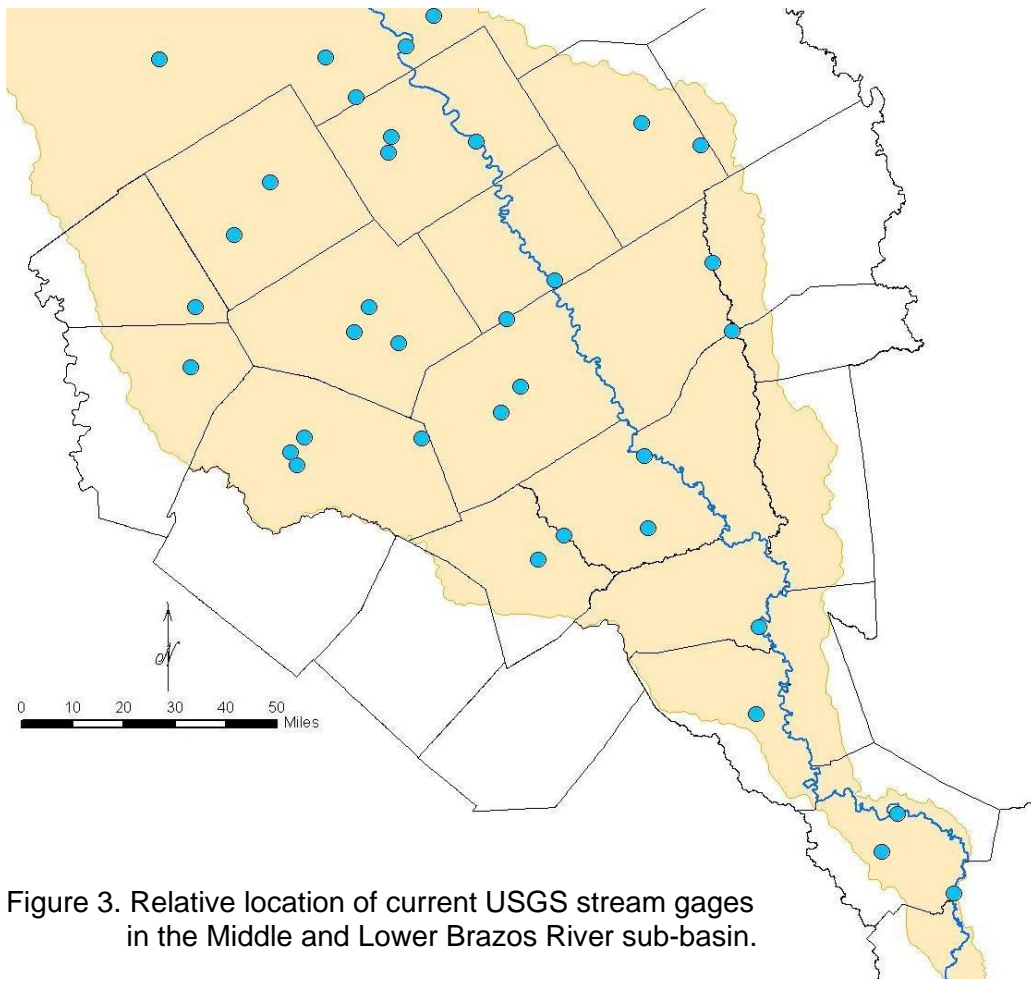 N
0 10 20 30 40 50
Miles
Figure 3. Relative location of current USGS stream gages
in the Middle and Lower Brazos River sub-basin.